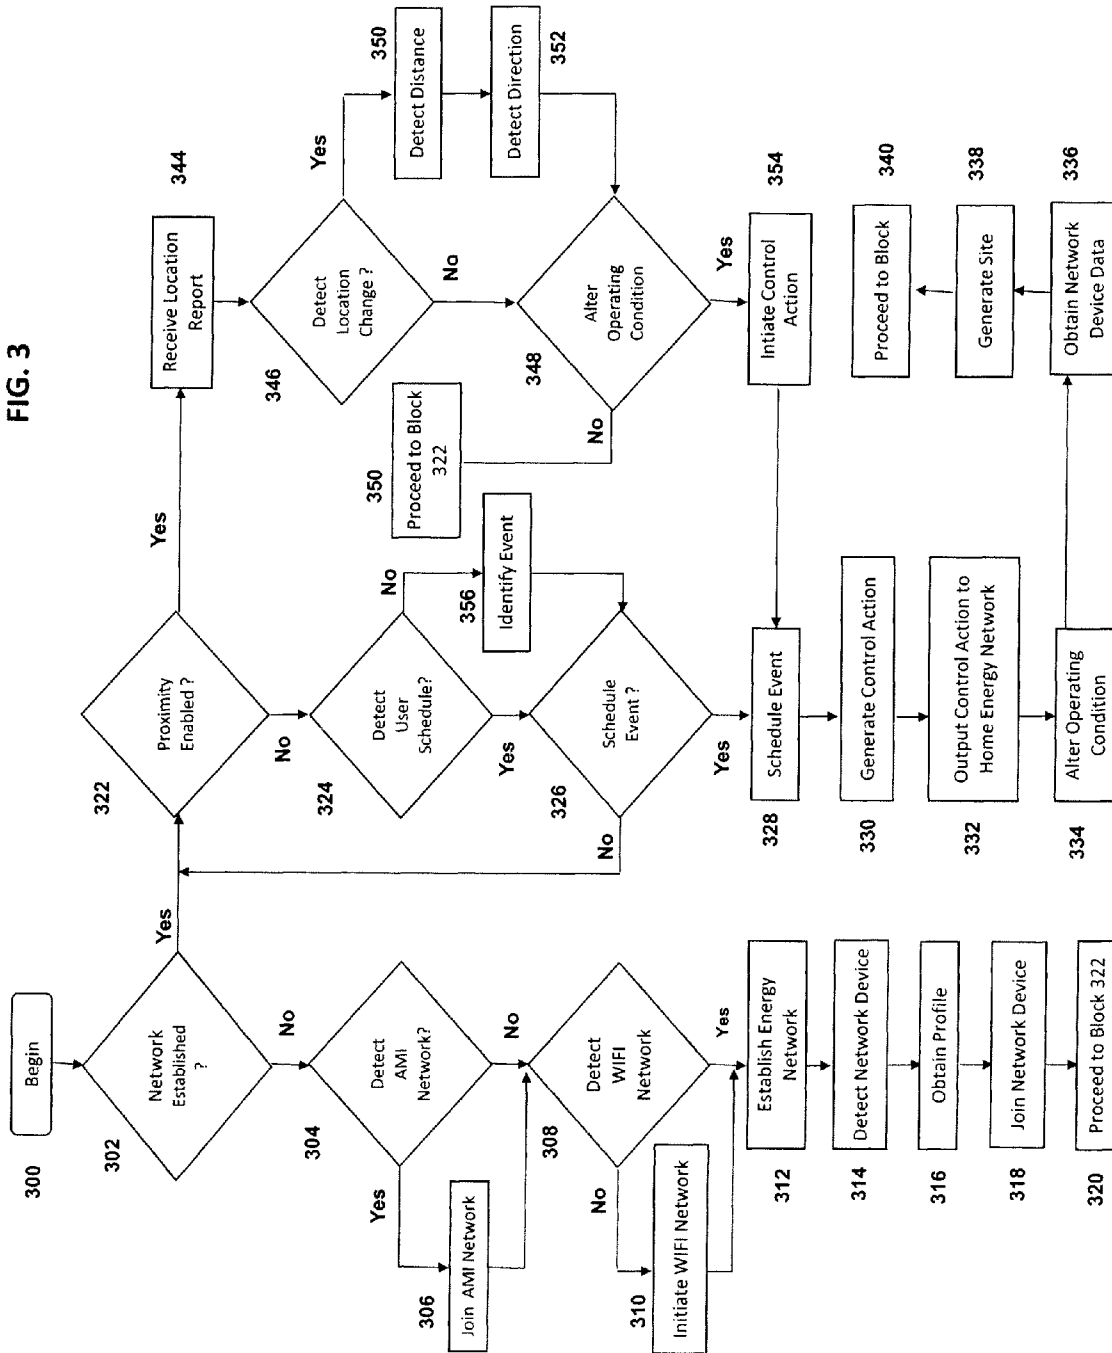 FIG. 3
300
Begin
302
Network
Established
?
Yes
No
304
Detect
AMI
Network?
Yes
No
306
Join AMI Network
308
Detect
WIFI
Network
No
Yes
310
Initiate WIFI Network
312
Establish Energy
Network
314
Detect Network Device
316
Obtain Profile
318
Join Network Device
320
Proceed to Block 322
322
Proximity
Enabled ?
Yes
No
324
Detect
User
Schedule?
No
Yes
356
Identify Event
326
Schedule
Event ?
No
Yes
328
Schedule Event
330
Generate Control Action
332
Output Control Action to
Home Energy Network
334
Alter Operating
Condition
344
Receive Location
Report
346
Detect
Location
Change ?
Yes
No
350
Detect Distance
352
Detect Direction
348
Alter
Operating
Condition
No
Yes
350
Proceed to Block
322
354
Intiate Control
Action
340
Proceed to Block
338
Generate Site
336
Obtain Network
Device Data